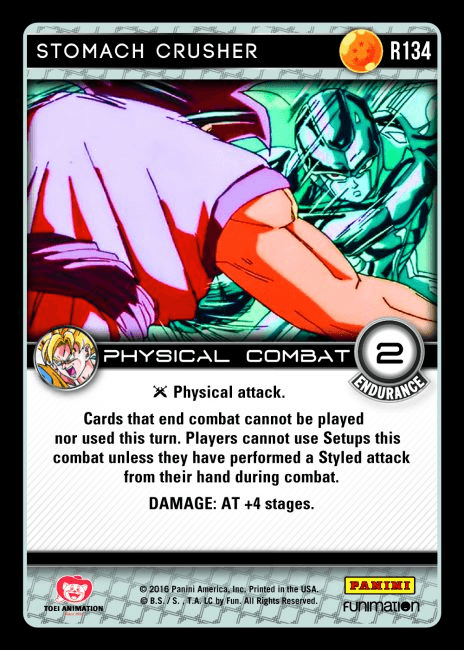 STOMACH CRUSHER
R134
PHYSICAL COMBAT
2
ENDURANCE
Physical attack.
Cards that end combat cannot be played
nor used this turn. Players cannot use Setups this
combat unless they have performed a Styled attack
from their hand during combat.
DAMAGE: AT +4 stages.
TOEI ANIMATION
© 2016 Panini America, Inc. Printed in the USA.
© B.S. / S. , T.A. LC by Fun. All Rights Reserved.
PANINI
FUNIMATION